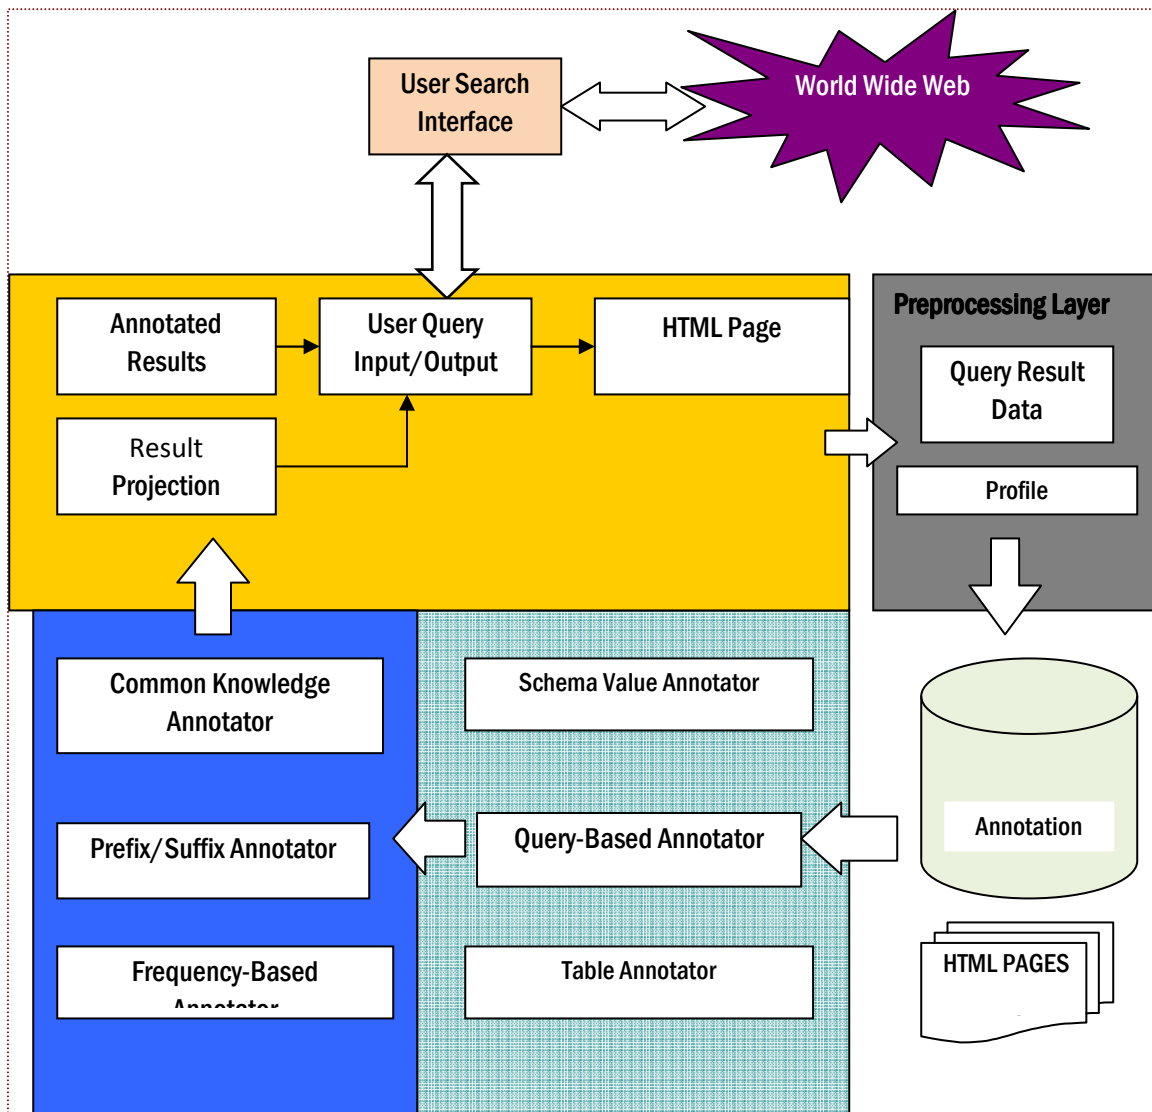 User Search
Interface
World Wide Web
Annotated
Results
User Query
Input/Output
HTML Page
Preprocessing Layer
Query Result
Data
Result
Projection
Profile
Common Knowledge
Annotator
Schema Value Annotator
Prefix/Suffix Annotator
Query-Based Annotator
Annotation
Frequency-Based
Annotator
Table Annotator
HTML PAGES